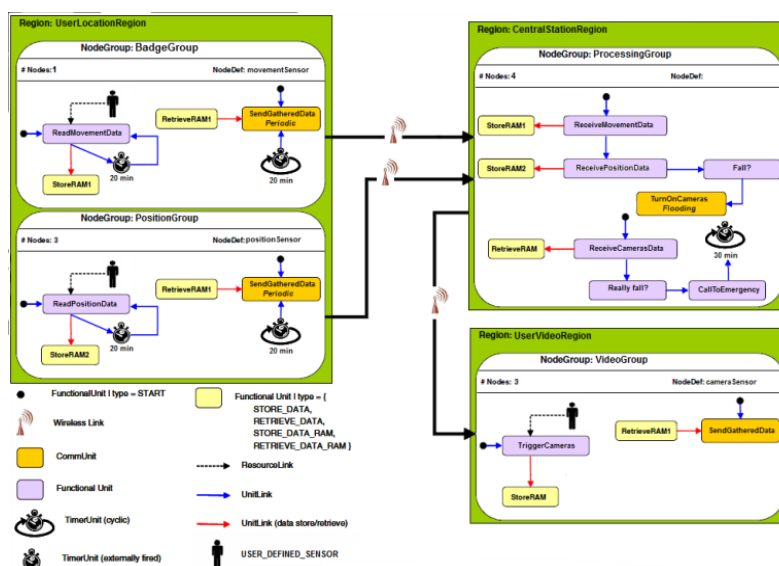 Region: UserLocationRegion
NodeGroup: BadgeGroup
# Nodes:1
NodeDef: movementSensor
ReadMovementData
StoreRAM1
20 min
RetrieveRAM1
SendGatheredData
Periodic
20 min
NodeGroup: PositionGroup
# Nodes: 3
NodeDef: positionSensor
ReadPositionData
StoreRAM2
20 min
RetrieveRAM1
SendGatheredData
Periodic
20 min
Region: CentralStationRegion
NodeGroup: ProcessingGroup
# Nodes: 4
NodeDef:
StoreRAM1
ReceiveMovementData
StoreRAM2
ReceivePositionData
Fall?
TurnOnCameras
Flooding
RetrieveRAM
ReceiveCamerasData
30 min
Really fall?
CallToEmergency
Region: UserVideoRegion
NodeGroup: VideoGroup
# Nodes: 3
NodeDef: cameraSensor
TriggerCameras
StoreRAM
RetrieveRAM1
SendGatheredData
FunctionalUnit | type = START
Wireless Link
CommUnit
Functional Unit
TimerUnit (cyclic)
TimerUnit (externally fired)
Functional Unit | type = {
STORE_DATA,
RETRIEVE_DATA,
STORE_DATA_RAM,
RETRIEVE_DATA_RAM }
ResourceLink
UnitLink
UnitLink (data store/retrieve)
USER_DEFINED_SENSOR